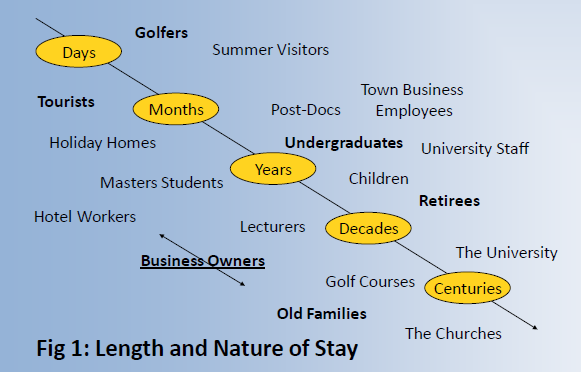 Golfers
Days
Summer Visitors
Town Business
Employees
Tourists
Months
Post-Docs
Holiday Homes
Undergraduates
University Staff
Years
Masters Students
Children
Retirees
Hotel Workers
Lecturers
Decades
The University
Business Owners
Golf Courses
Centuries
Old Families
The Churches
Fig 1: Length and Nature of Stay